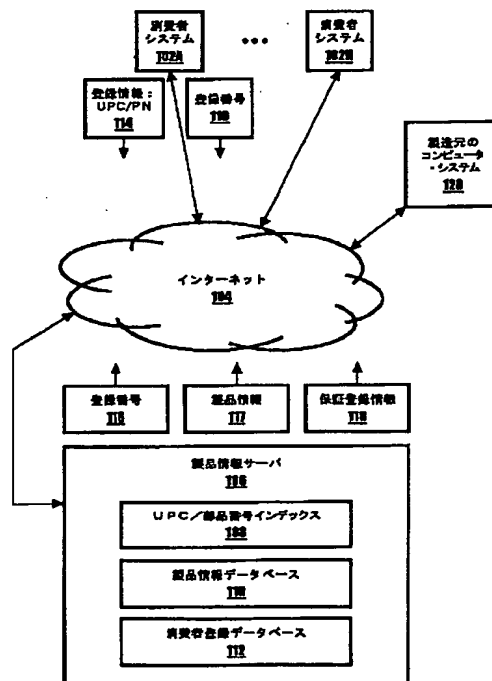 消費者
システム
102A
•••
消費者
システム
102N
登録情報：
UPC/PN
114
登録番号
製造元の
コンピュータ
・システム
120
インターネット
104
登録番号
116
製品情報
117
保証登録情報
118
製品情報サーバ
106
UPC／部品番号インデックス
製品情報データベース
110
消費者登録データベース
112